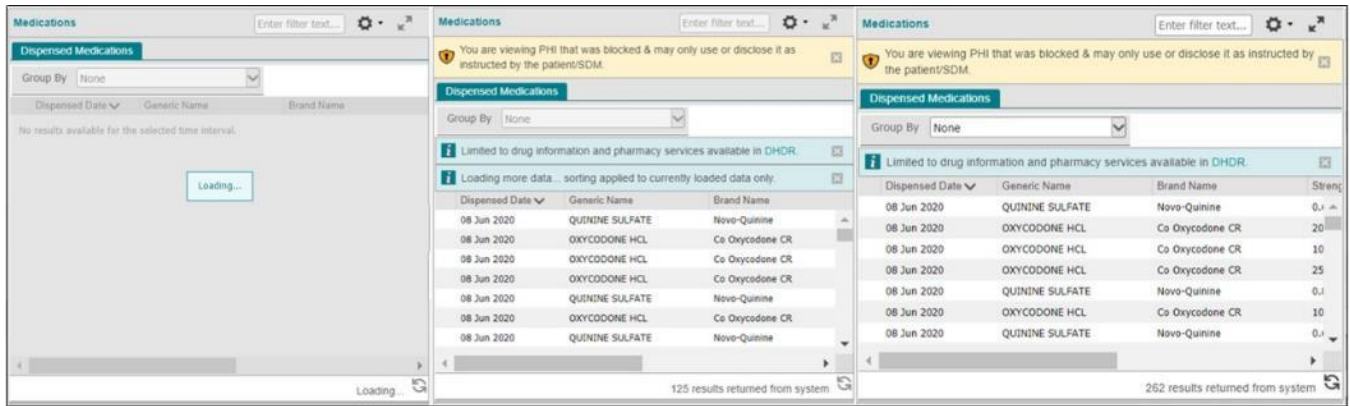 Medications
Enter filter text...
Dispensed Medications
Group By None
Dispensed Date Generic Name Brand Name
No results available for the selected time interval.
Loading...
Loading...
Medications
Enter filter text...
You are viewing PHI that was blocked & may only use or disclose it as
instructed by the patient/SDM.
Dispensed Medications
Group By None
Limited to drug information and pharmacy services available in DHDR.
Loading more data... sorting applied to currently loaded data only.
Dispensed Date Generic Name Brand Name
08 Jun 2020 QUININE SULFATE Novo-Quinine
08 Jun 2020 OXYCODONE HCL Co Oxycodone CR
08 Jun 2020 OXYCODONE HCL Co Oxycodone CR
08 Jun 2020 OXYCODONE HCL Co Oxycodone CR
08 Jun 2020 QUININE SULFATE Novo-Quinine
08 Jun 2020 OXYCODONE HCL Co Oxycodone CR
08 Jun 2020 QUININE SULFATE Novo-Quinine
125 results returned from system
Medications
Enter filter text...
You are viewing PHI that was blocked & may only use or disclose it as instructed by
the patient/SDM.
Dispensed Medications
Group By None
Limited to drug information and pharmacy services available in DHDR.
Dispensed Date Generic Name Brand Name Streng
08 Jun 2020 QUININE SULFATE Novo-Quinine
08 Jun 2020 OXYCODONE HCL Co Oxycodone CR 20
08 Jun 2020 OXYCODONE HCL Co Oxycodone CR 10
08 Jun 2020 OXYCODONE HCL Co Oxycodone CR 25
08 Jun 2020 QUININE SULFATE Novo-Quinine
08 Jun 2020 OXYCODONE HCL Co Oxycodone CR 10
08 Jun 2020 QUININE SULFATE Novo-Quinine
262 results returned from system